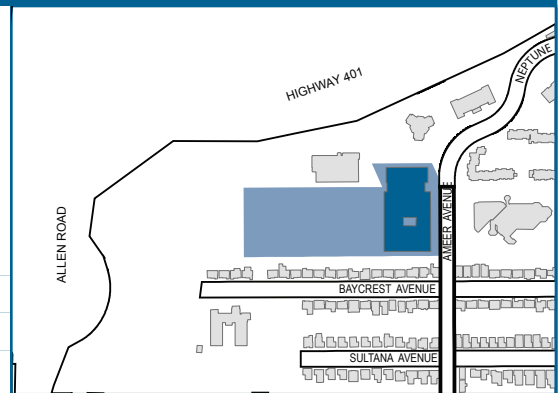 HIGHWAY 401
NEPTUNE
ALLEN ROAD
AMEER AVENUE
BAYCREST AVENUE
SULTANA AVENUE